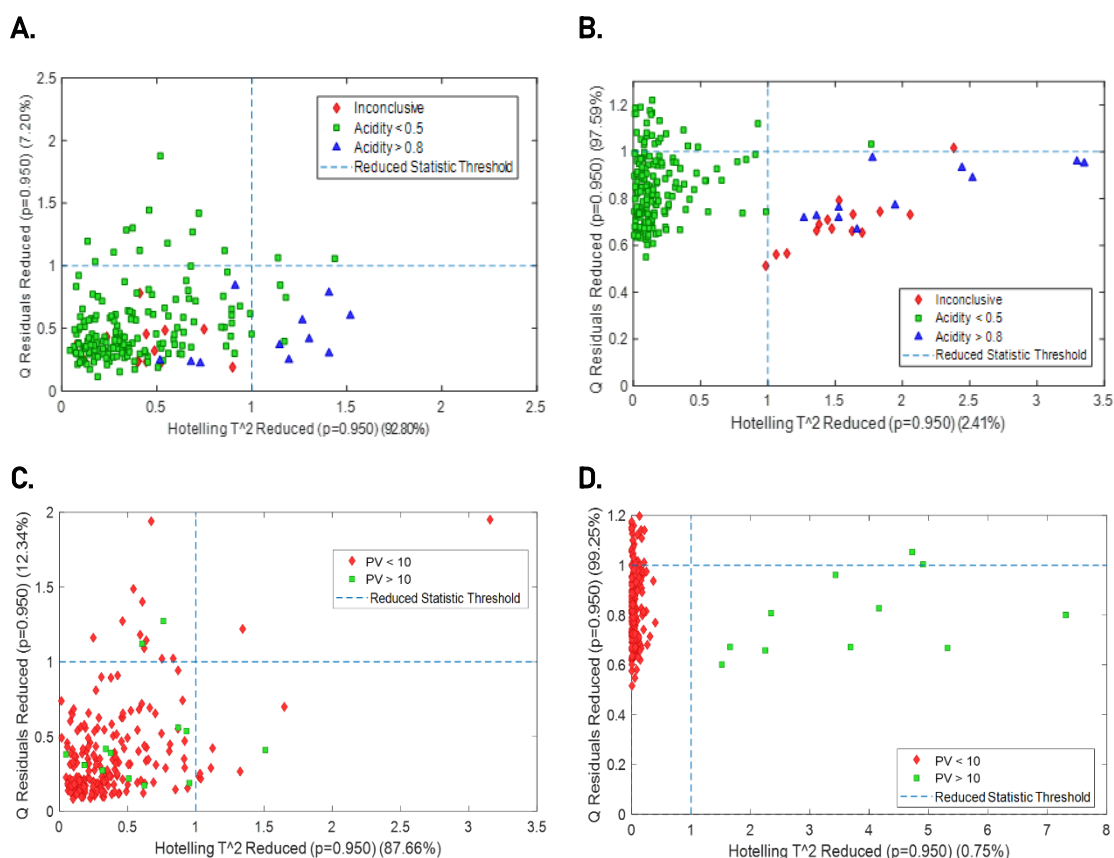 A.
Q Residuals Reduced (p=0.950) (7.20%)
2.5
2
1.5
1
0.5
0
Inconclusive
Acidity < 0.5
Acidity > 0.8
Reduced Statistic Threshold
0 0.5 1 1.5 2 2.5
Hotelling T^2 Reduced (p=0.950) (92.80%)
B.
Q Residuals Reduced (p=0.950) (97.59%)
1.2
1
0.8
0.6
0.4
0.2
0
Inconclusive
Acidity < 0.5
Acidity > 0.8
Reduced Statistic Threshold
0 0.5 1 1.5 2 2.5 3 3.5
Hotelling T^2 Reduced (p=0.950) (2.41%)
C.
Q Residuals Reduced (p=0.950) (12.34%)
2
1.5
1
0.5
0
PV < 10
PV > 10
Reduced Statistic Threshold
0 0.5 1 1.5 2 2.5 3 3.5
Hotelling T^2 Reduced (p=0.950) (87.66%)
D.
Q Residuals Reduced (p=0.950) (99.25%)
1.2
1
0.8
0.6
0.4
0.2
0
PV < 10
PV > 10
Reduced Statistic Threshold
0 1 2 3 4 5 6 7 8
Hotelling T^2 Reduced (p=0.950) (0.75%)